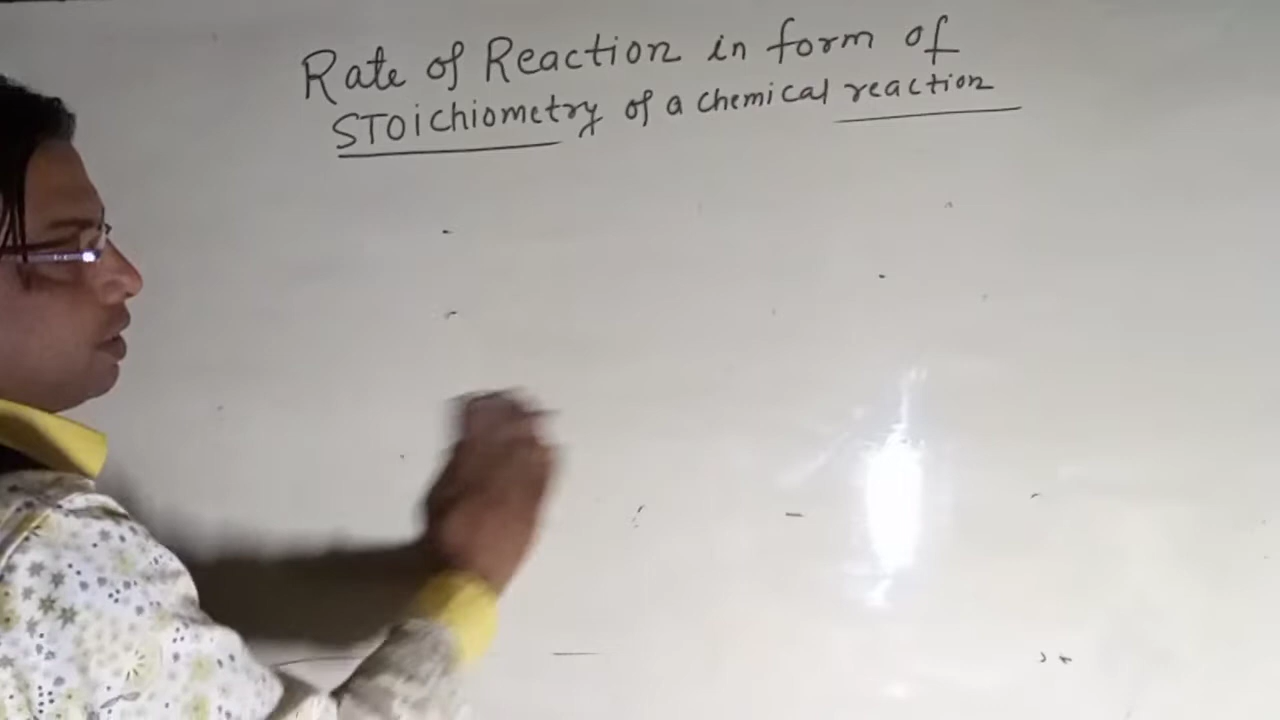 Rate of Reaction in form of
STOichiometry of a chemical reaction